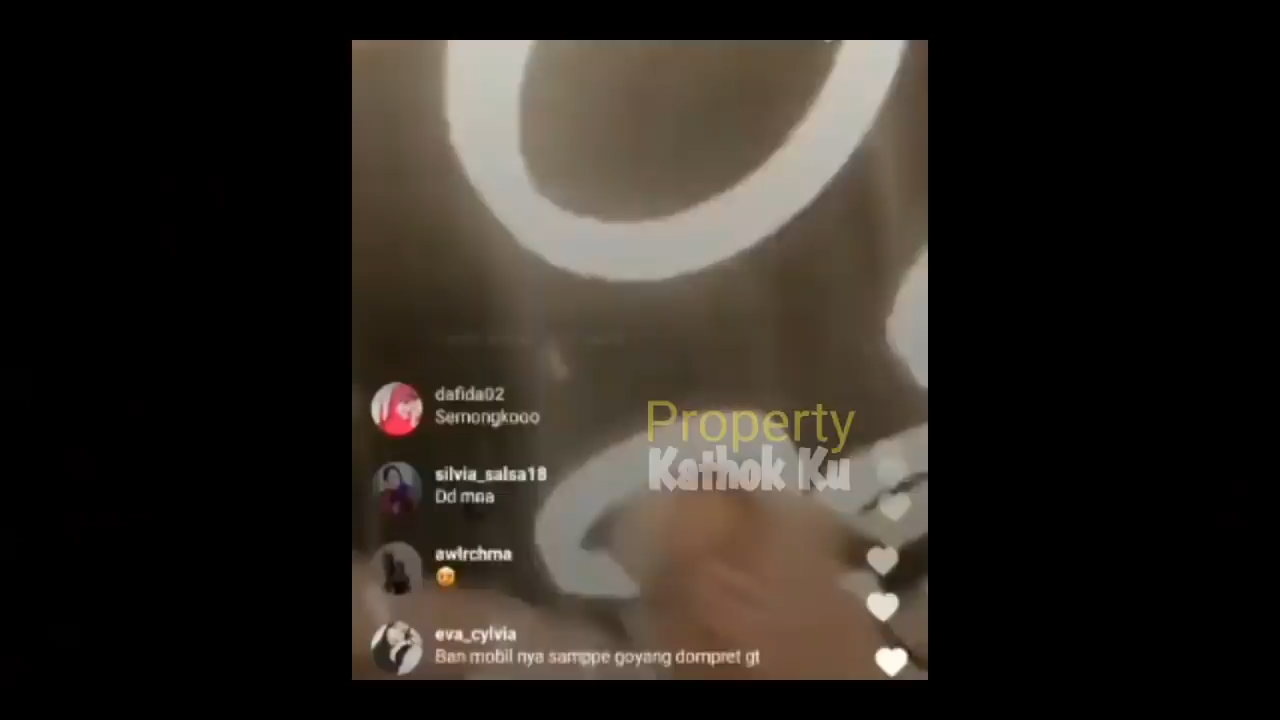 dafida02
Semongkooo
Property
Kathok Ku
silvia_salsa18
Dd mna
awlrchma
eva_cylvia
Ban mobil nya samppe goyang dompret gt